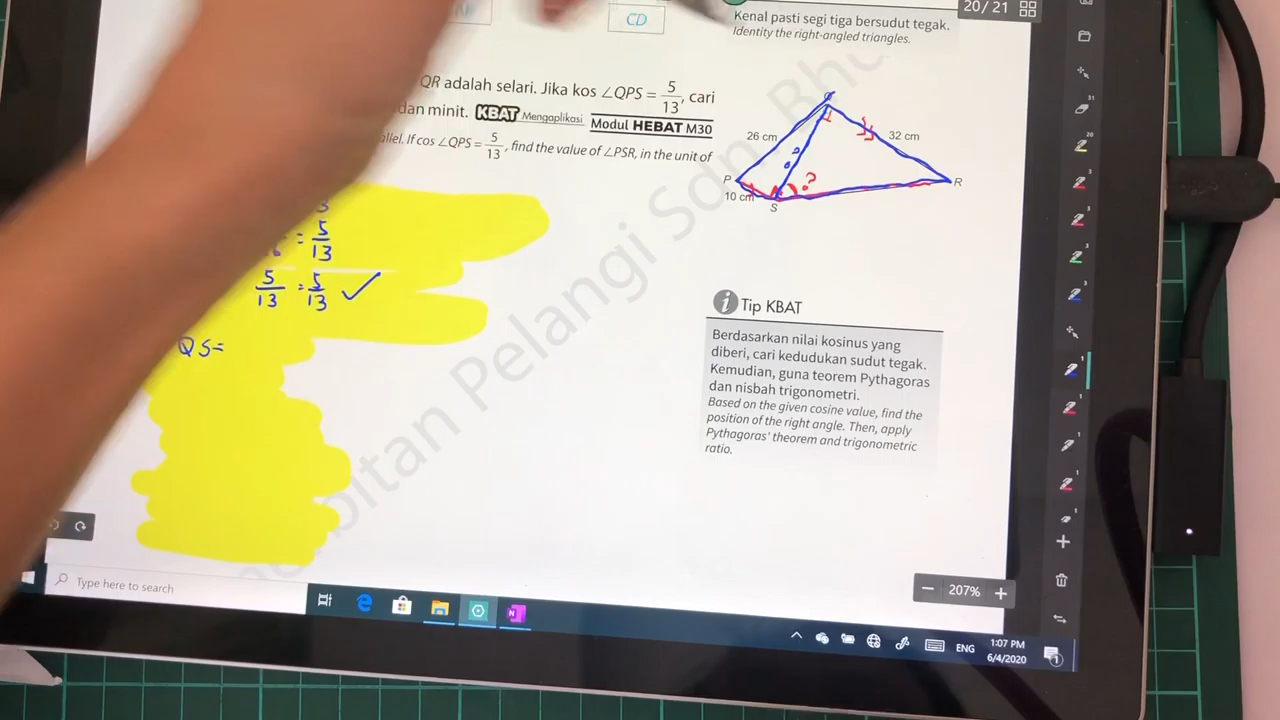 CD
20/ 21
Kenal pasti segi tiga bersudut tegak.
Identity the right-angled triangles.
QR adalah selari. Jika kos ∠QPS = 5/13, cari
dan minit. KBAT Mengaplikasi Modul HEBAT M30
If cos ∠QPS = 5/13, find the value of ∠PSR, in the unit of
26 cm
32 cm
P
R
10 cm
S
?
= 5/13
5/13 = 5/13 ✓
QS=
i Tip KBAT
Berdasarkan nilai kosinus yang
diberi, cari kedudukan sudut tegak.
Kemudian, guna teorem Pythagoras
dan nisbah trigonometri.
Based on the given cosine value, find the
position of the right angle. Then, apply
Pythagoras' theorem and trigonometric
ratio.
Pelangi Sdn
207%
Type here to search
ENG
1:07 PM
6/4/2020